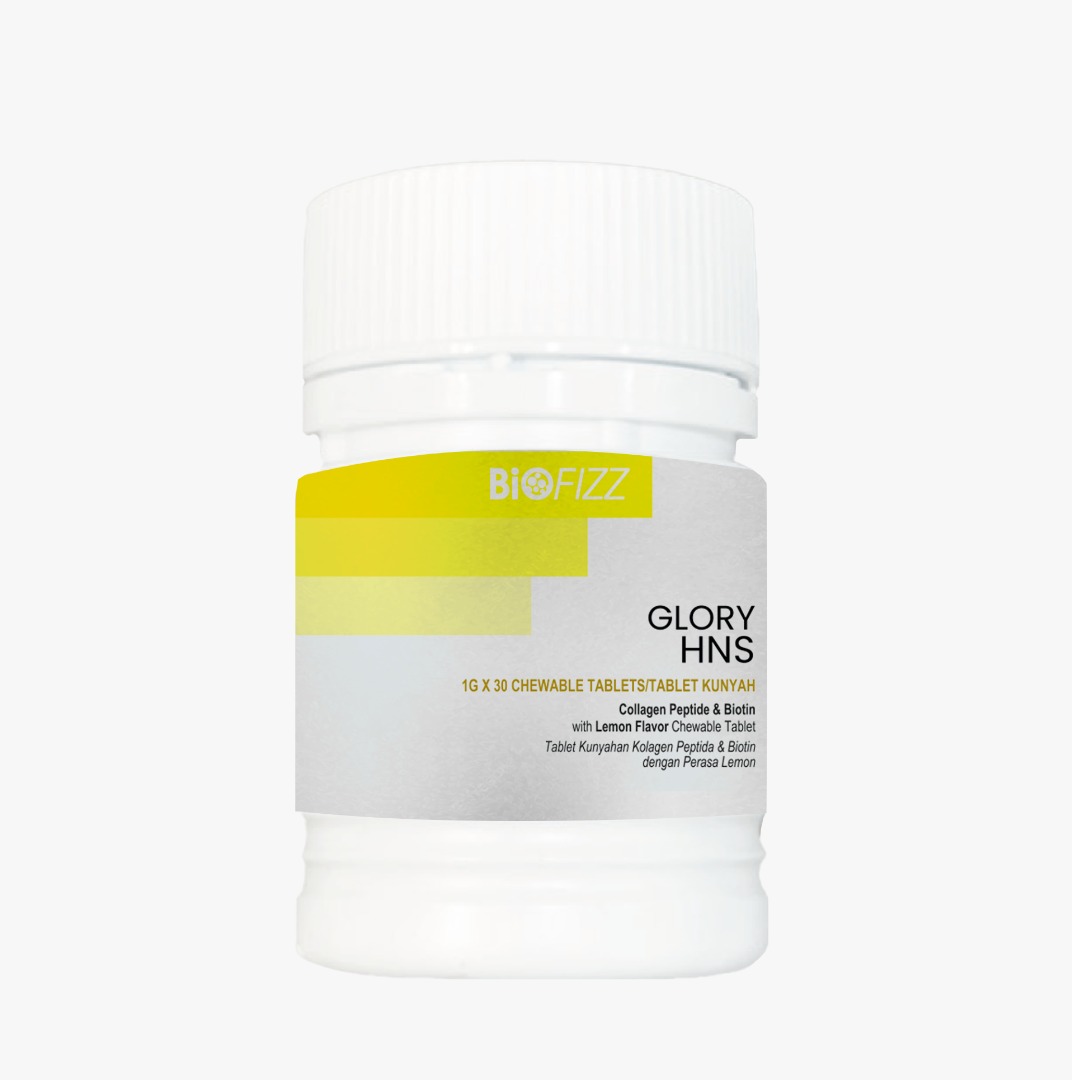 BiOFIZZ
GLORY
HNS
1G X 30 CHEWABLE TABLETS/TABLET KUNYAH
Collagen Peptide & Biotin
with Lemon Flavor Chewable Tablet
Tablet Kunyahan Kolagen Peptida & Biotin
dengan Perasa Lemon